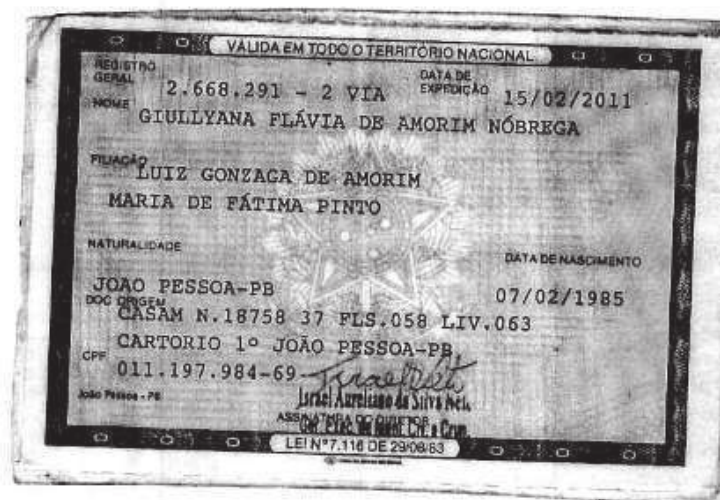 VÁLIDA EM TODO O TERRITÓRIO NACIONAL
REGISTRO GERAL 2.668.291 - 2 VIA DATA DE EXPEDIÇÃO 15/02/2011
NOME GIULLYANA FLÁVIA DE AMORIM NÓBREGA
FILIAÇÃO
LUIZ GONZAGA DE AMORIM
MARIA DE FÁTIMA PINTO
NATURALIDADE DATA DE NASCIMENTO
JOAO PESSOA-PB 07/02/1985
DOC ORIGEM
CASAM N.18758 37 FLS.058 LIV.063
CARTORIO 1º JOÃO PESSOA-PB
CPF 011.197.984-69
João Pessoa - PB Israel Aureliano da Silva Neto
ASSINATURA DO DIRETOR
LEI Nº 7.116 DE 29/08/83